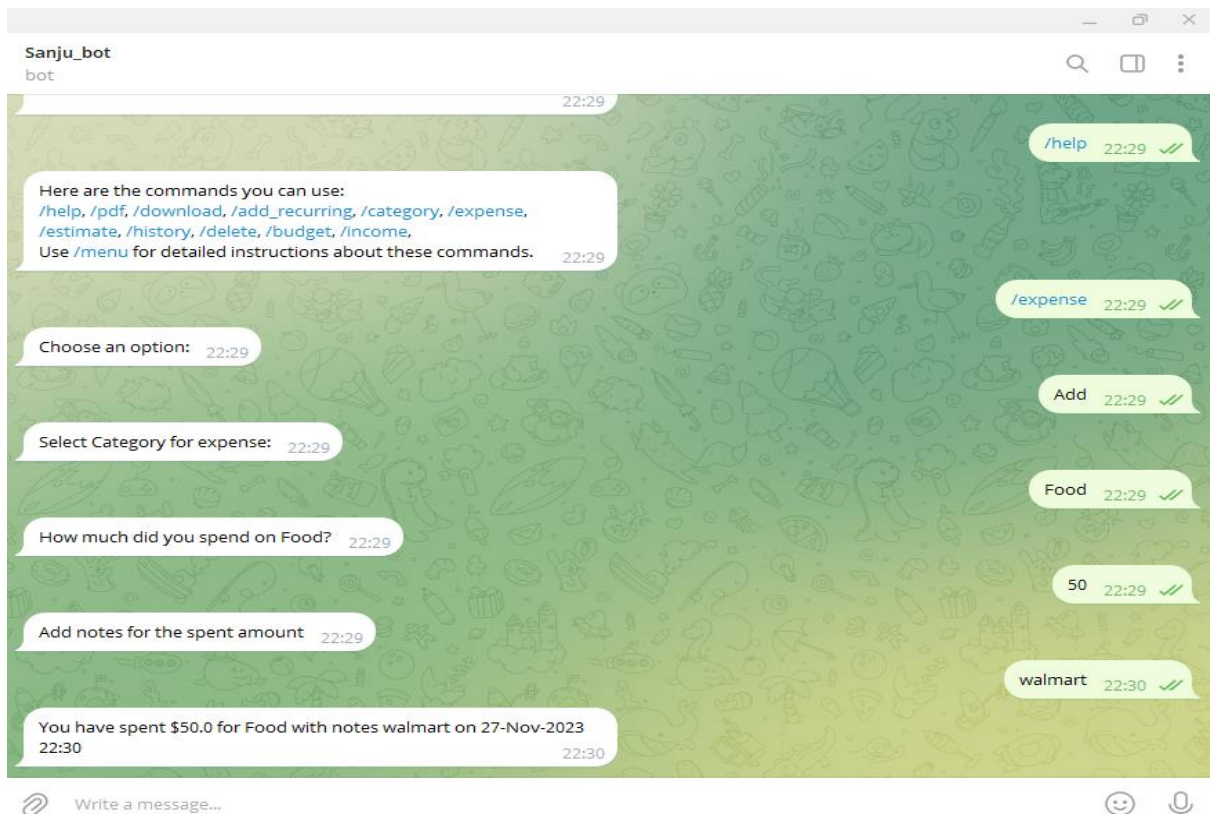 Sanju_bot
bot
22:29
/help 22:29
Here are the commands you can use:
/help, /pdf, /download, /add_recurring, /category, /expense,
/estimate, /history, /delete, /budget, /income,
Use /menu for detailed instructions about these commands. 22:29
/expense 22:29
Choose an option: 22:29
Add 22:29
Select Category for expense: 22:29
Food 22:29
How much did you spend on Food? 22:29
50 22:29
Add notes for the spent amount 22:29
walmart 22:30
You have spent $50.0 for Food with notes walmart on 27-Nov-2023
22:30 22:30
Write a message...